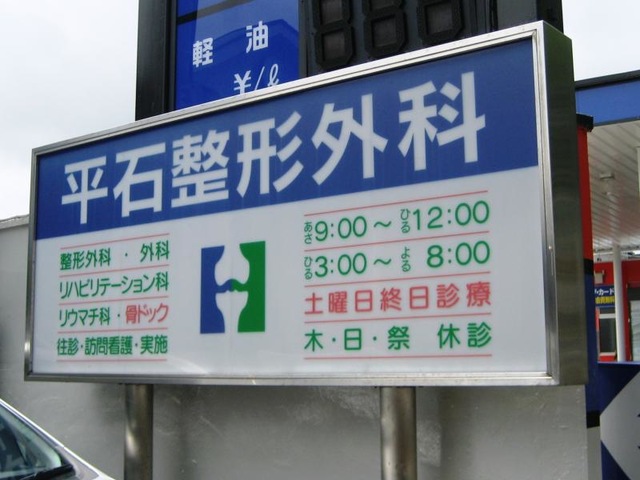 軽油
¥/ℓ
平石整形外科
整形外科・外科
リハビリテーション科
リウマチ科・骨ドック
往診・訪問看護・実施
あさ9:00～ひる12:00
ひる3:00～よる8:00
土曜日終日診療
木・日・祭 休診